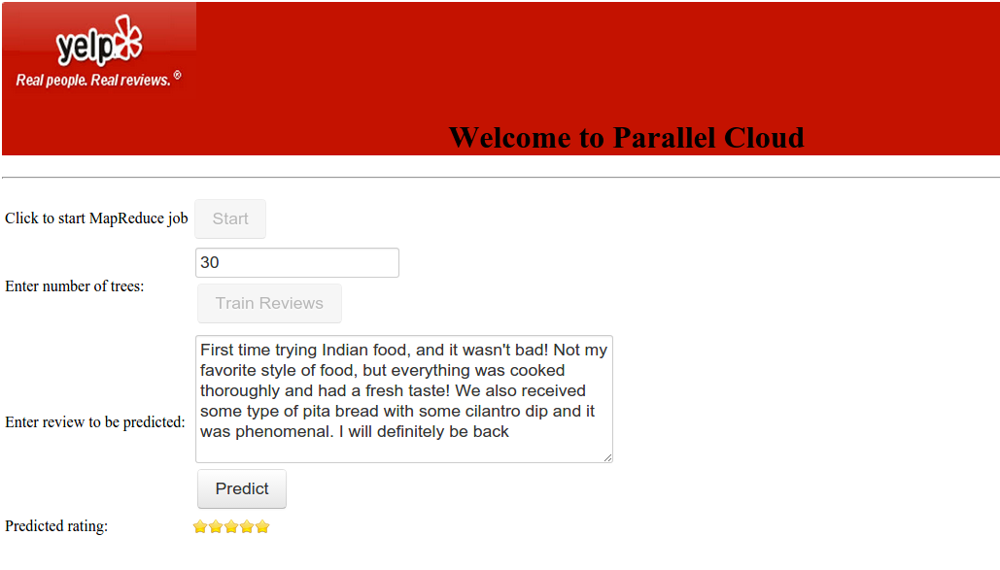 yelp
Real people. Real reviews.®
Welcome to Parallel Cloud
Click to start MapReduce job
Start
30
Enter number of trees:
Train Reviews
First time trying Indian food, and it wasn't bad! Not my
favorite style of food, but everything was cooked
thoroughly and had a fresh taste! We also received
some type of pita bread with some cilantro dip and it
was phenomenal. I will definitely be back
Enter review to be predicted:
Predict
Predicted rating: